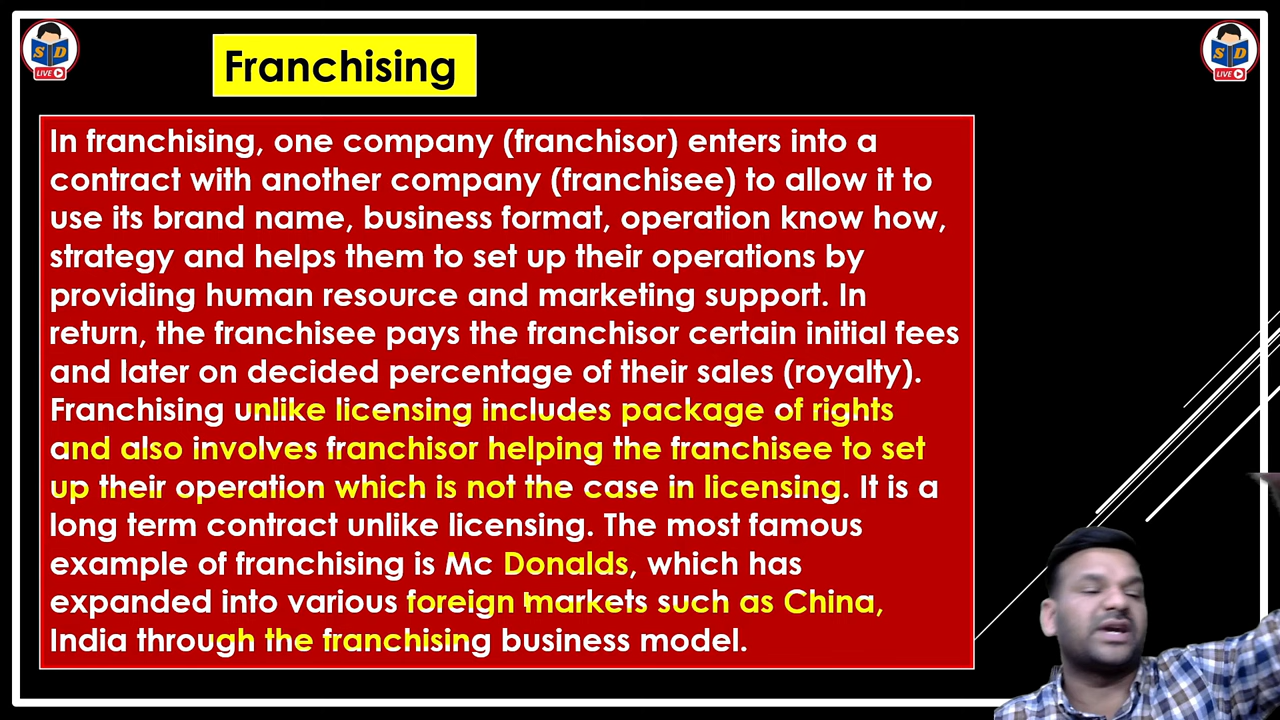 S D
LIVE
S D
LIVE
Franchising
In franchising, one company (franchisor) enters into a
contract with another company (franchisee) to allow it to
use its brand name, business format, operation know how,
strategy and helps them to set up their operations by
providing human resource and marketing support. In
return, the franchisee pays the franchisor certain initial fees
and later on decided percentage of their sales (royalty).
Franchising unlike licensing includes package of rights
and also involves franchisor helping the franchisee to set
up their operation which is not the case in licensing. It is a
long term contract unlike licensing. The most famous
example of franchising is Mc Donalds, which has
expanded into various foreign markets such as China,
India through the franchising business model.